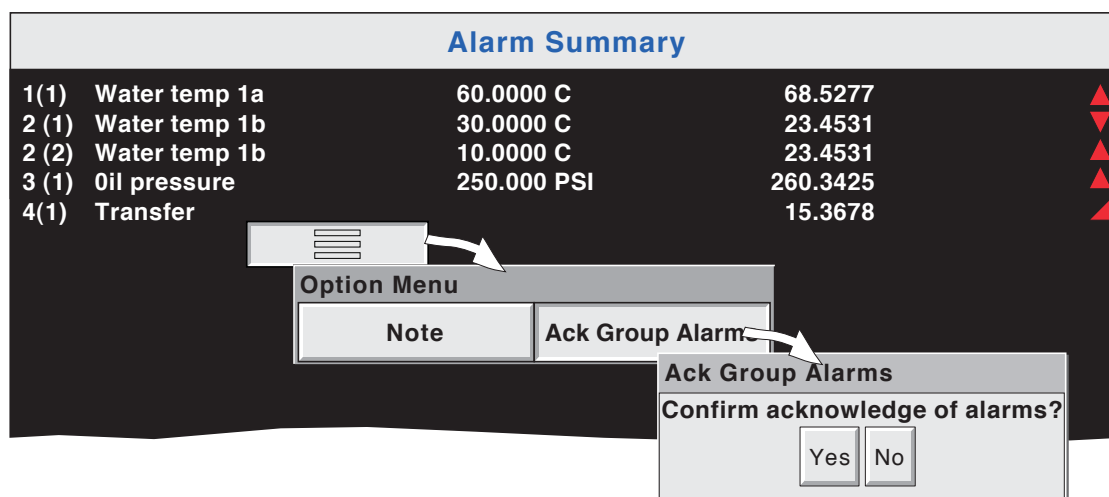 Alarm Summary
1(1) Water temp 1a 60.0000 C 68.5277
2 (1) Water temp 1b 30.0000 C 23.4531
2 (2) Water temp 1b 10.0000 C 23.4531
3 (1) 0il pressure 250.000 PSI 260.3425
4(1) Transfer 15.3678
Option Menu
Note Ack Group Alarms
Ack Group Alarms
Confirm acknowledge of alarms?
Yes No